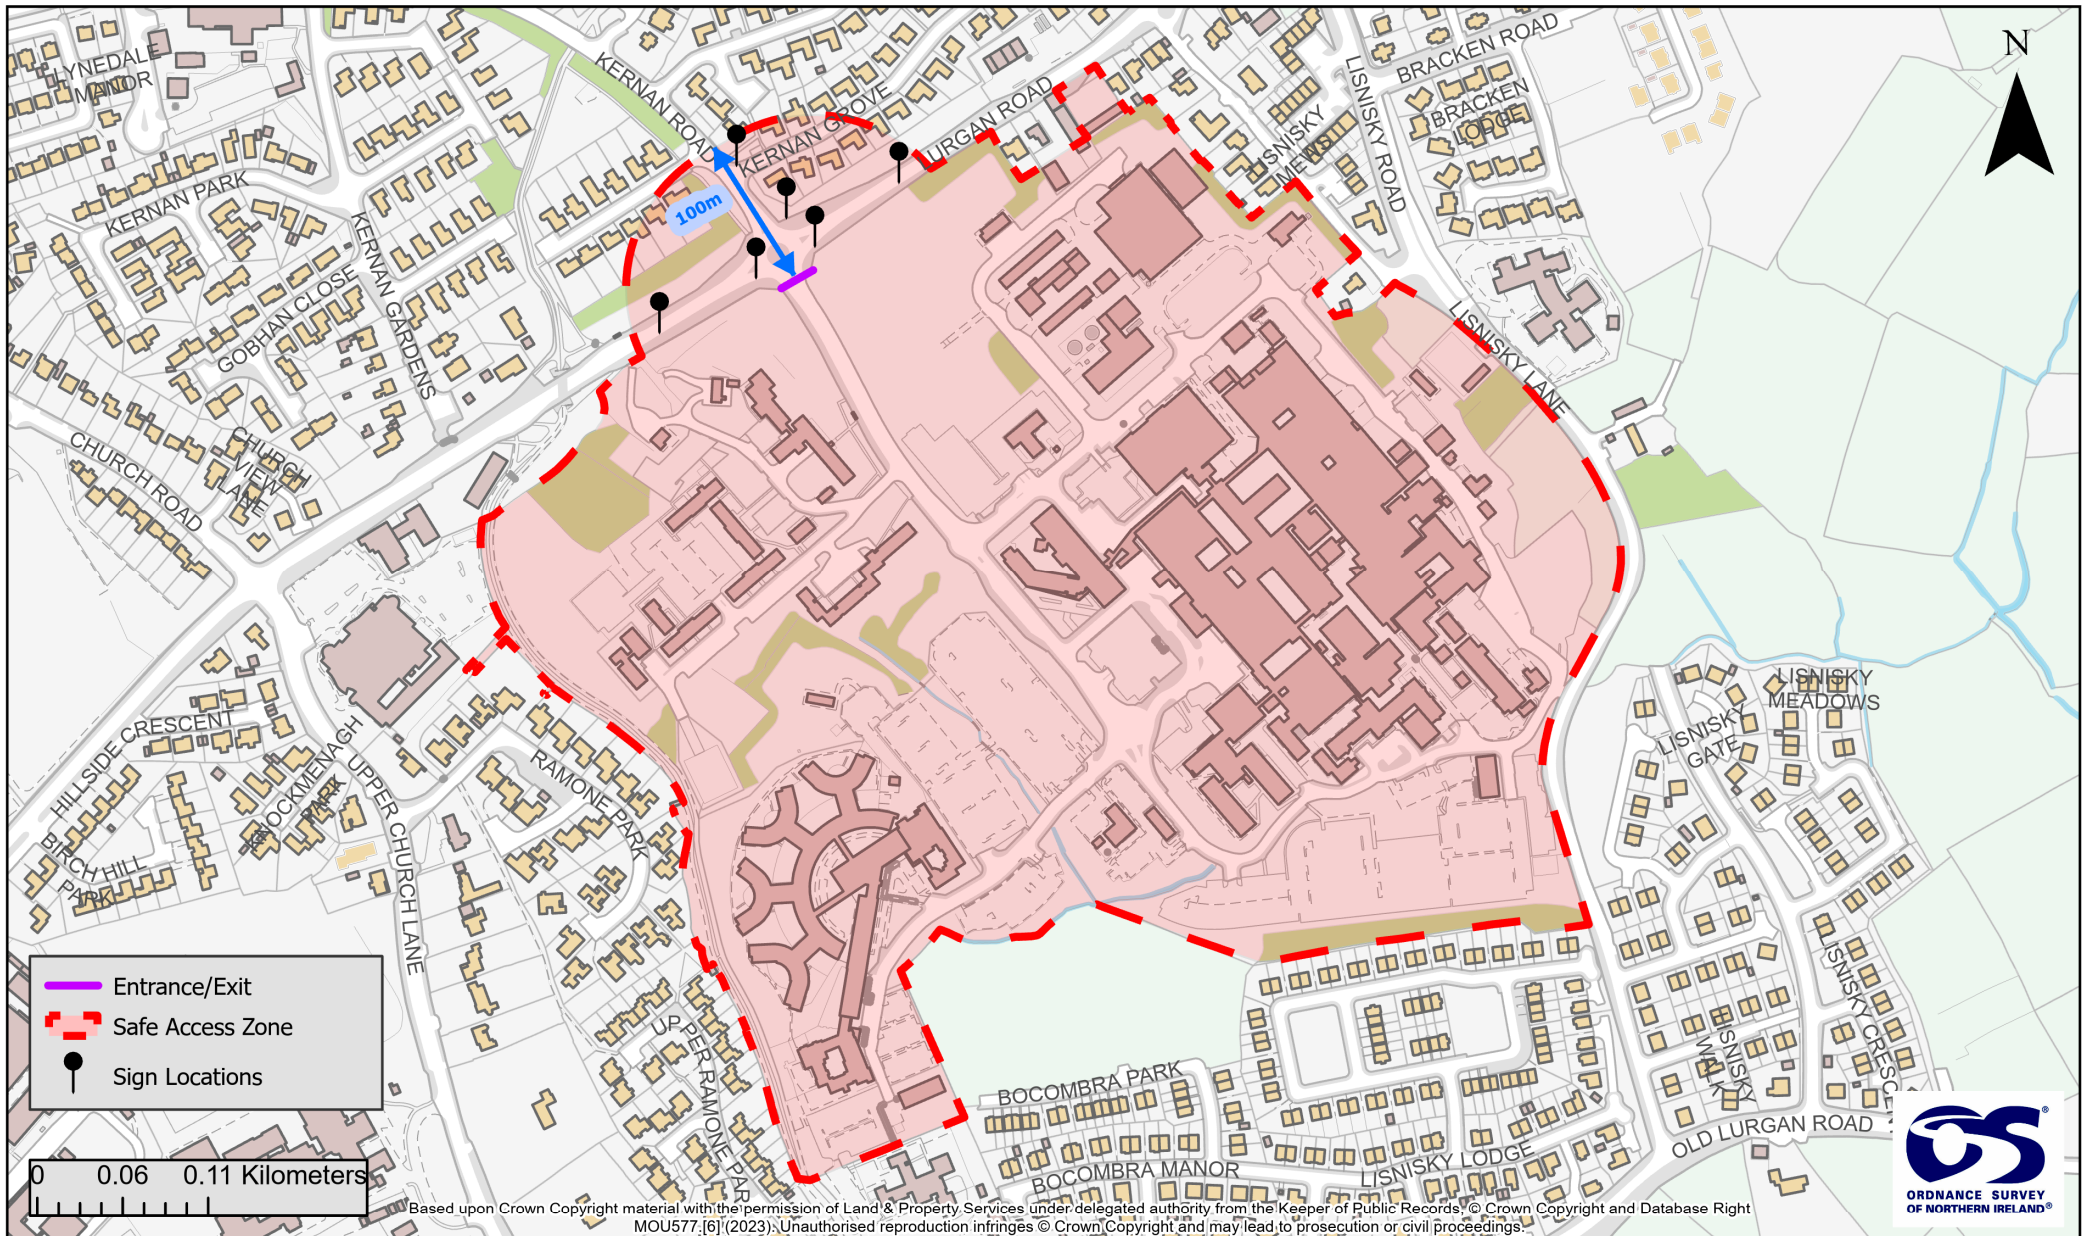 LYNEDALE
MANOR
KERNAN ROAD
KERNAN GROVE
LURGAN ROAD
LISNISKY ROAD
BRACKEN ROAD
BRACKEN
LODGE
LISNISKY
MEWS
N
KERNAN PARK
100m
KERNAN GARDENS
GOBHAN CLOSE
LISNISKY LANE
CHURCH ROAD
CHURCH
VIEW
LANE
HILLSIDE CRESCENT
KNOCKMENAGH
PARK
UPPER CHURCH LANE
RAMONE PARK
BIRCH HILL
PARK
LISNISKY
MEADOWS
LISNISKY
GATE
UPPER RAMONE PAR
LISNISKY
WALK
LISNISKY CRESCEN
BOCOMBRA PARK
BOCOMBRA MANOR
LISNISKY LODGE
OLD LURGAN ROAD
Entrance/Exit
Safe Access Zone
Sign Locations
0 0.06 0.11 Kilometers
OS®
ORDNANCE SURVEY
OF NORTHERN IRELAND®
Based upon Crown Copyright material with the permission of Land & Property Services under delegated authority from the Keeper of Public Records, © Crown Copyright and Database Right
MOU577.[6] (2023). Unauthorised reproduction infringes © Crown Copyright and may lead to prosecution or civil proceedings.